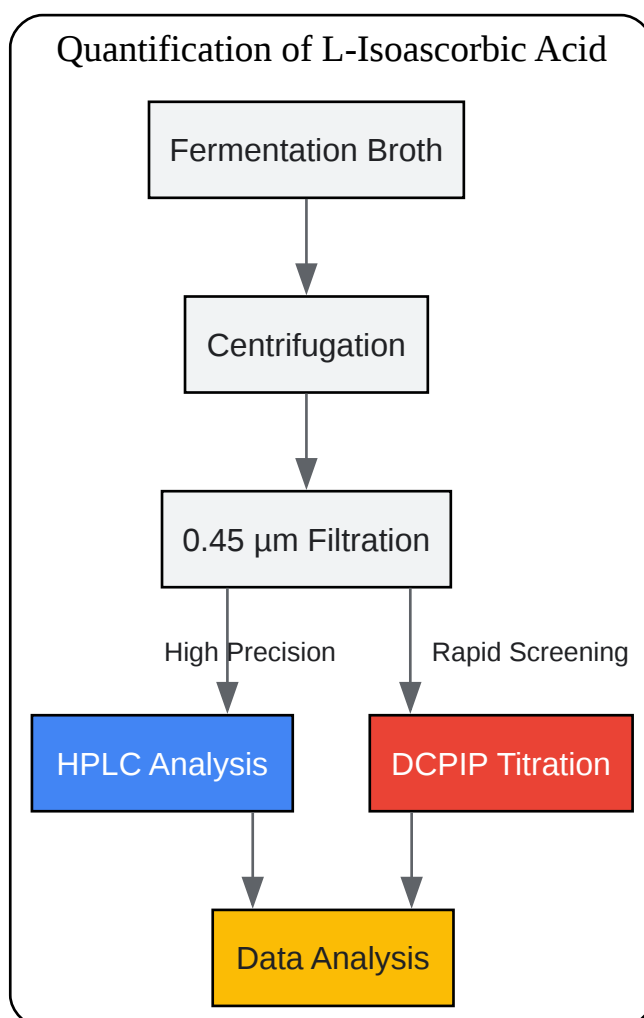 Quantification of L-Isoascorbic Acid
Fermentation Broth
Centrifugation
0.45 µm Filtration
High Precision
Rapid Screening
HPLC Analysis
DCPIP Titration
Data Analysis